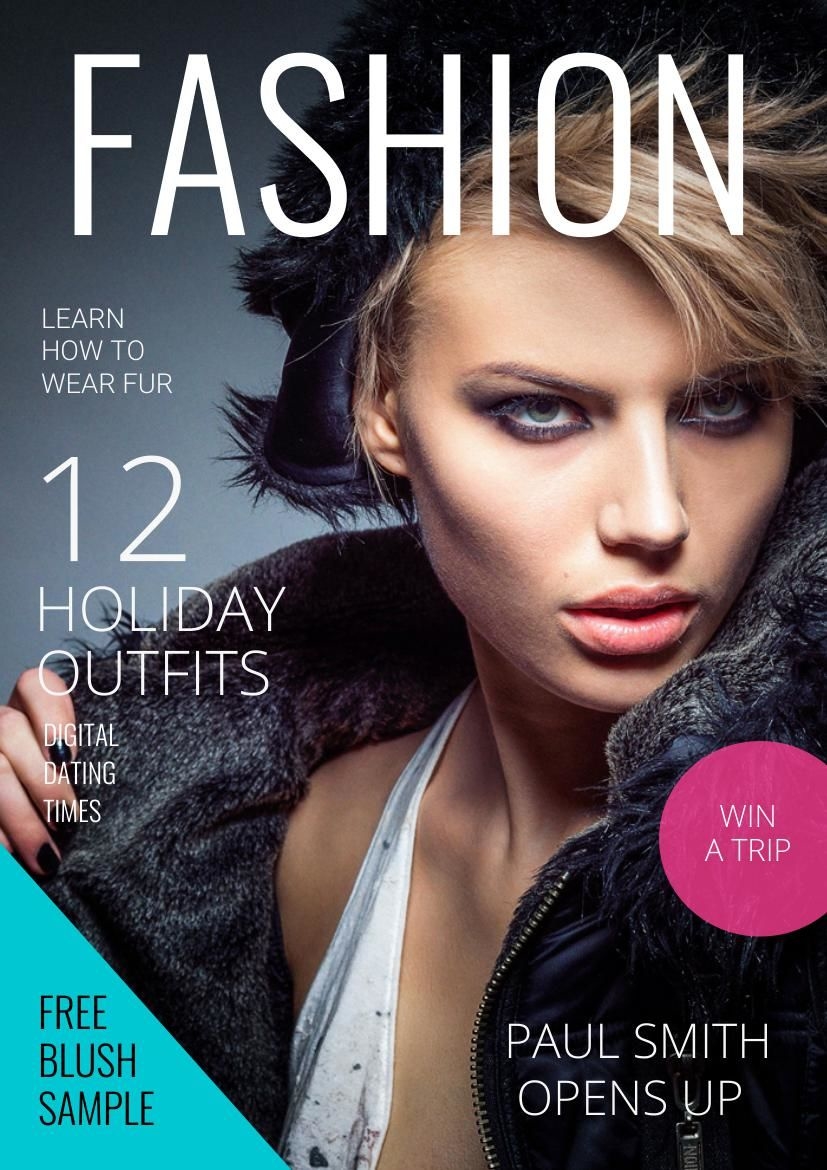 FASHION
LEARN
HOW TO
WEAR FUR
12
HOLIDAY
OUTFITS
DIGITAL
DATING
TIMES
WIN
A TRIP
FREE
BLUSH
SAMPLE
PAUL SMITH
OPENS UP